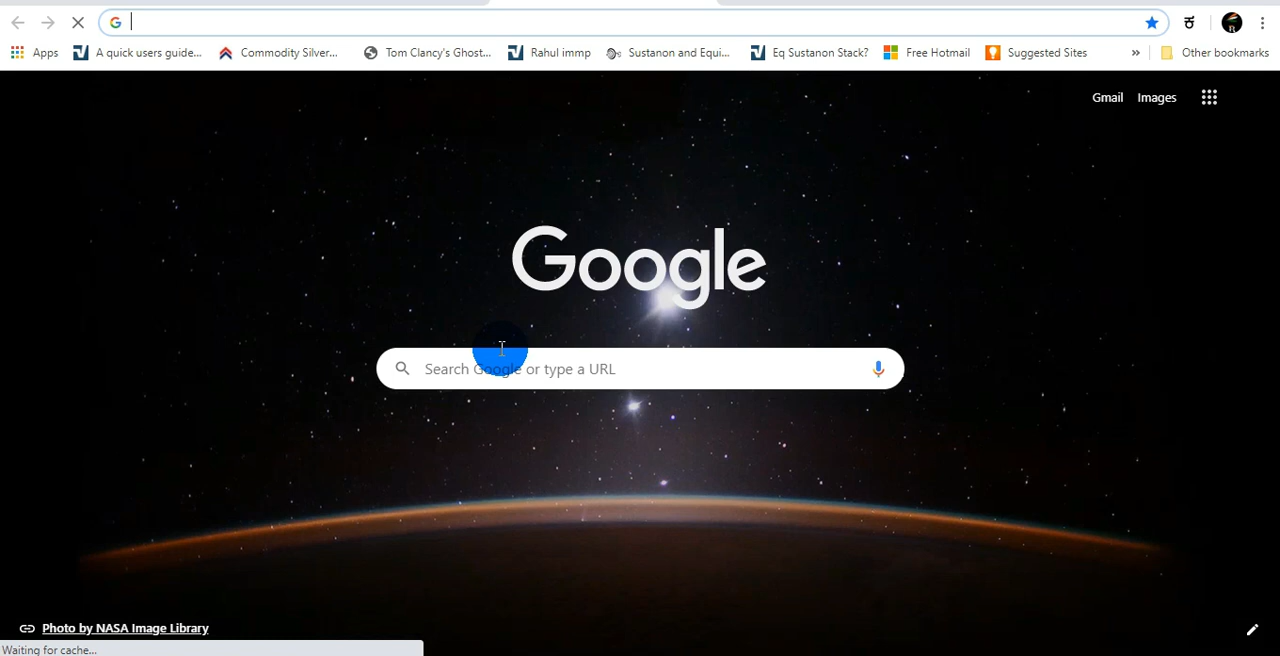 Apps A quick users guide... Commodity Silver... Tom Clancy's Ghost... Rahul immp Sustanon and Equi... Eq Sustanon Stack? Free Hotmail Suggested Sites » Other bookmarks
Gmail Images
Google
Search Google or type a URL
Photo by NASA Image Library
Waiting for cache...